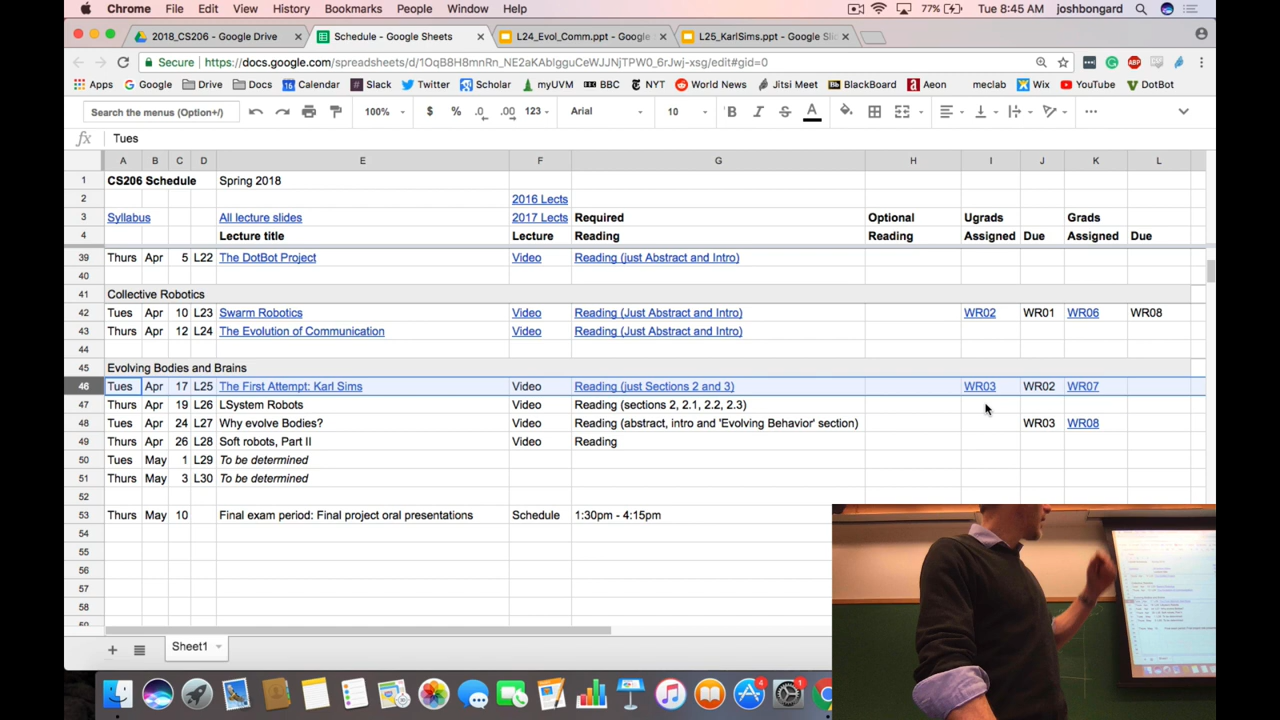 Chrome File Edit View History Bookmarks People Window Help 77% Tue 8:45 AM joshbongard
2018_CS206 - Google Drive Schedule - Google Sheets L24_Evol_Comm.ppt - Google L25_KarlSims.ppt - Google Slid
Secure https://docs.google.com/spreadsheets/d/1OqB8H8mnRn_NE2aKAblgguCeWJJNjTPW0_6rJwj-xsg/edit#gid=0
Apps Google Drive Docs Calendar Slack Twitter Scholar myUVM BBC NYT World News Jitsi Meet BlackBoard Aeon meclab Wix YouTube DotBot
Search the menus (Option+/) 100% $ % .0 .00 123 Arial 10 B I S A
fx Tues
A B C D E F G H I J K L
1 CS206 Schedule Spring 2018
2 2016 Lects
3 Syllabus All lecture slides 2017 Lects Required Optional Ugrads Grads
4 Lecture title Lecture Reading Reading Assigned Due Assigned Due
39 Thurs Apr 5 L22 The DotBot Project Video Reading (just Abstract and Intro)
40
41 Collective Robotics
42 Tues Apr 10 L23 Swarm Robotics Video Reading (Just Abstract and Intro) WR02 WR01 WR06 WR08
43 Thurs Apr 12 L24 The Evolution of Communication Video Reading (Just Abstract and Intro)
44
45 Evolving Bodies and Brains
46 Tues Apr 17 L25 The First Attempt: Karl Sims Video Reading (just Sections 2 and 3) WR03 WR02 WR07
47 Thurs Apr 19 L26 LSystem Robots Video Reading (sections 2, 2.1, 2.2, 2.3)
48 Tues Apr 24 L27 Why evolve Bodies? Video Reading (abstract, intro and 'Evolving Behavior' section) WR03 WR08
49 Thurs Apr 26 L28 Soft robots, Part II Video Reading
50 Tues May 1 L29 To be determined
51 Thurs May 3 L30 To be determined
52
53 Thurs May 10 Final exam period: Final project oral presentations Schedule 1:30pm - 4:15pm
54
55
56
57
58
Sheet1
4 1